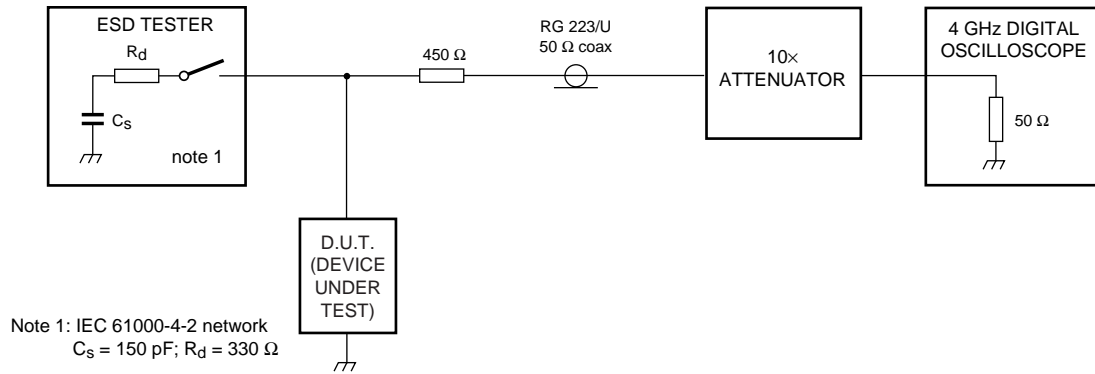 ESD TESTER
Rd
Cs
note 1
450 Ω
RG 223/U
50 Ω coax
10×
ATTENUATOR
4 GHz DIGITAL
OSCILLOSCOPE
50 Ω
D.U.T.
(DEVICE
UNDER
TEST)
Note 1: IEC 61000-4-2 network
Cs = 150 pF; Rd = 330 Ω